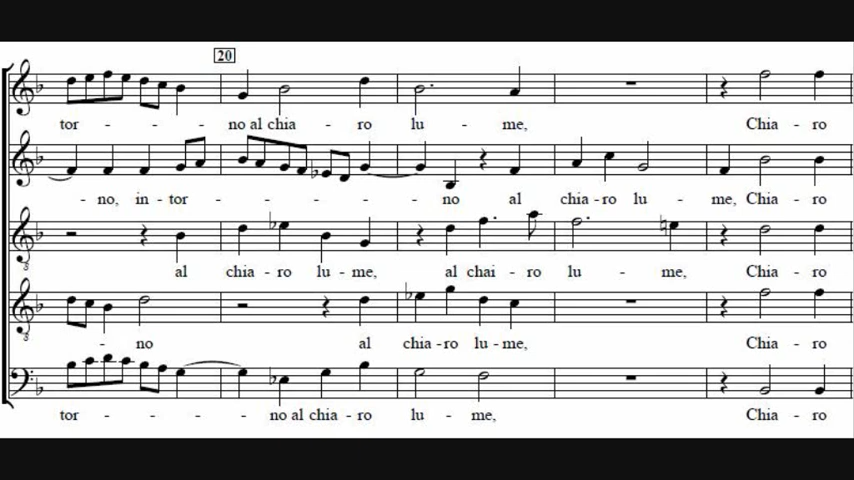 20
tor - - - - no al chia - ro lu - me, Chia - ro
- no, in - tor - - - - - no al chia - ro lu - me, Chia - ro
al chia - ro lu - me, al chai - ro lu - me, Chia - ro
- no al chia - ro lu - me, Chia - ro
tor - - - - no al chia - ro lu - me, Chia - ro